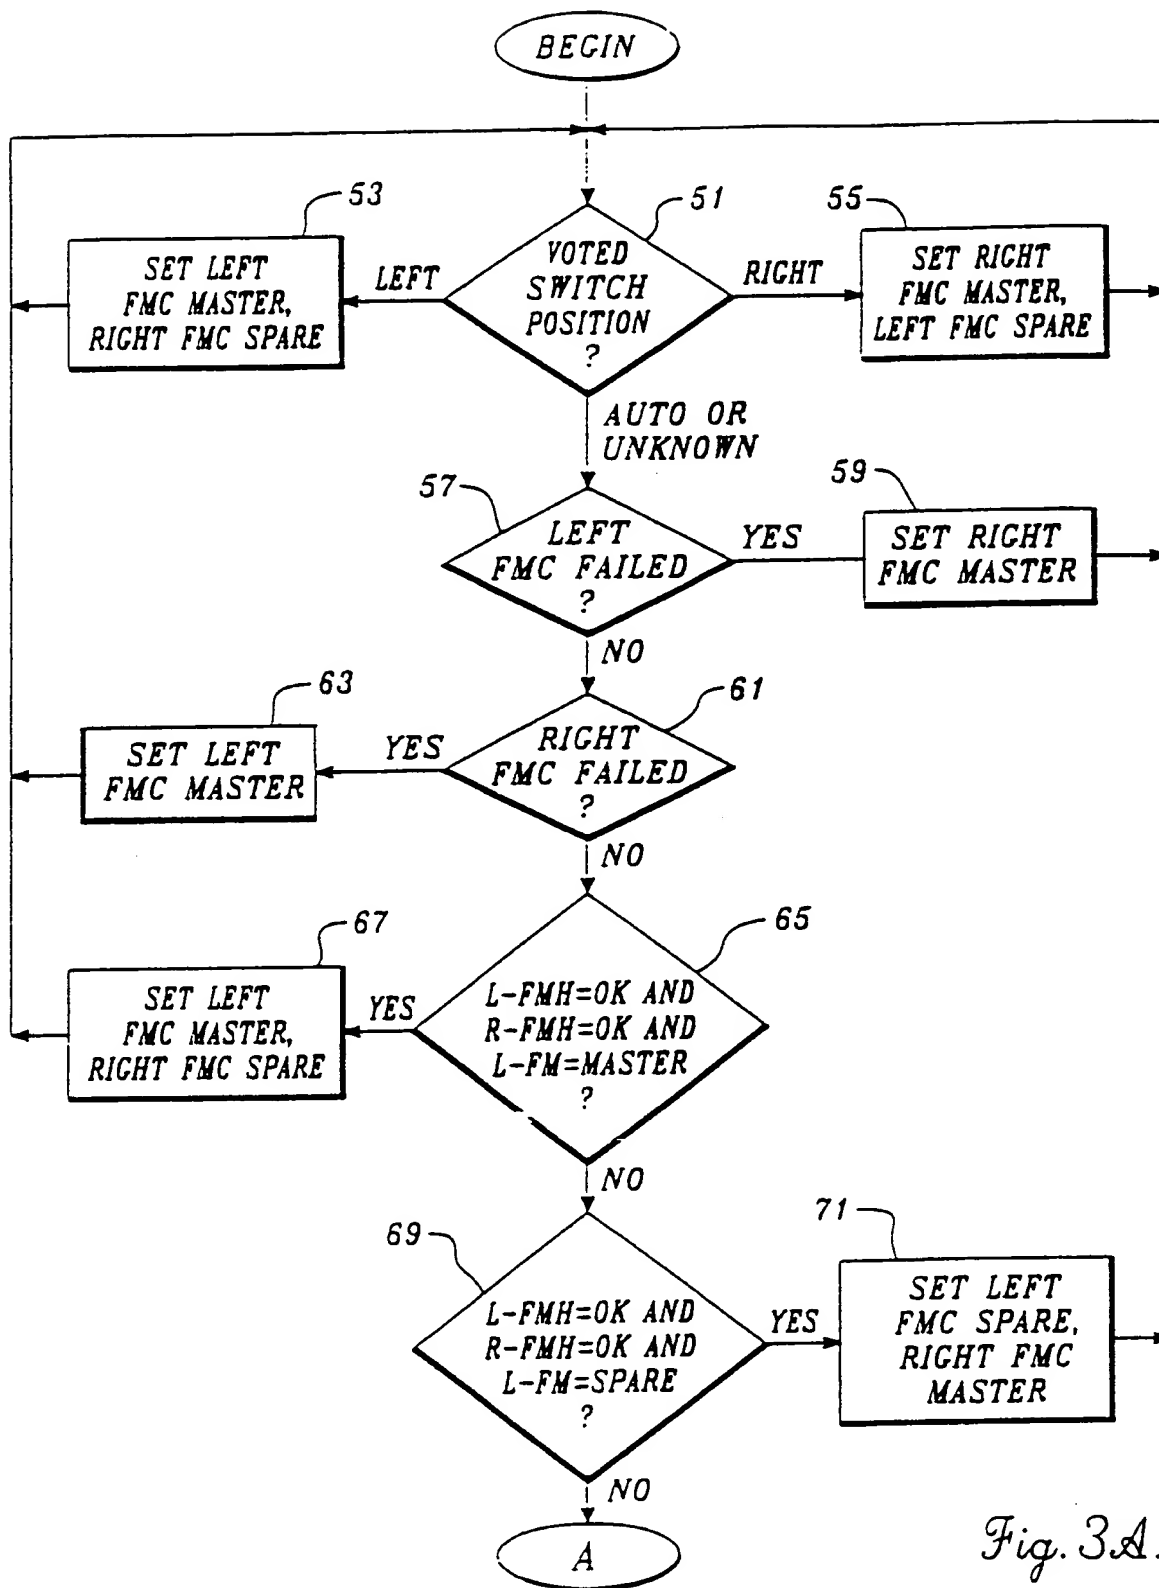 BEGIN
53
51
55
SET LEFT
FMC MASTER,
RIGHT FMC SPARE
LEFT
VOTED
SWITCH
POSITION
?
RIGHT
SET RIGHT
FMC MASTER,
LEFT FMC SPARE
AUTO OR
UNKNOWN
57
59
LEFT
FMC FAILED
?
YES
SET RIGHT
FMC MASTER
NO
63
61
SET LEFT
FMC MASTER
YES
RIGHT
FMC FAILED
?
NO
67
65
SET LEFT
FMC MASTER,
RIGHT FMC SPARE
YES
L-FMH=OK AND
R-FMH=OK AND
L-FM=MASTER
?
NO
69
71
L-FMH=OK AND
R-FMH=OK AND
L-FM=SPARE
?
YES
SET LEFT
FMC SPARE,
RIGHT FMC
MASTER
NO
A
Fig. 3A.